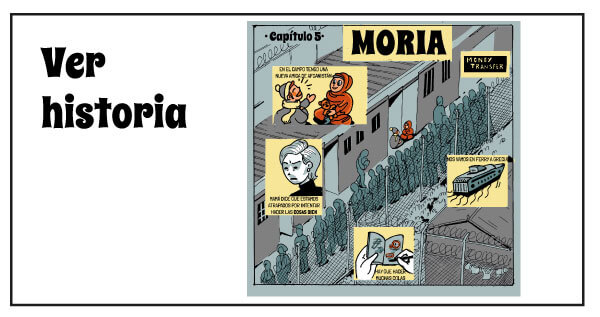 Ver
historia
·Capítulo 5·
MORIA
MONEY
TRANSFER
EN EL CAMPO TENGO UNA
NUEVA AMIGA DE AFGANISTÁN
NOS VAMOS EN FERRY A GRECIA
MAMÁ DICE QUE ESTAMOS
ATRAPADOS POR INTENTAR
HACER LAS COSAS BIEN
HAY QUE HACER
MUCHAS COLAS